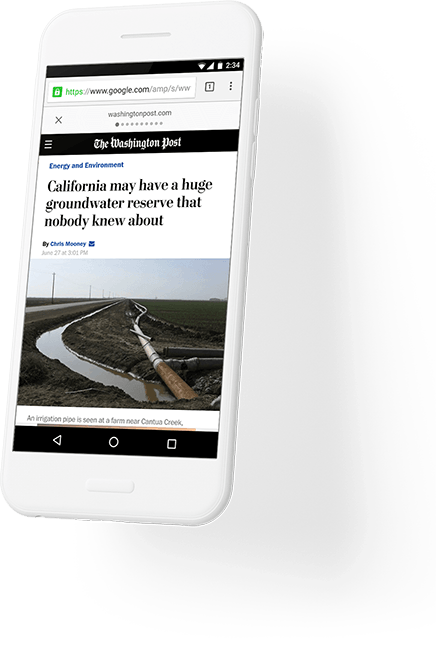 2:34
https://www.google.com/amp/s/ww
1
washingtonpost.com
The Washington Post
Energy and Environment
California may have a huge
groundwater reserve that
nobody knew about
By Chris Mooney
June 27 at 3:01 PM
An irrigation pipe is seen at a farm near Cantua Creek,